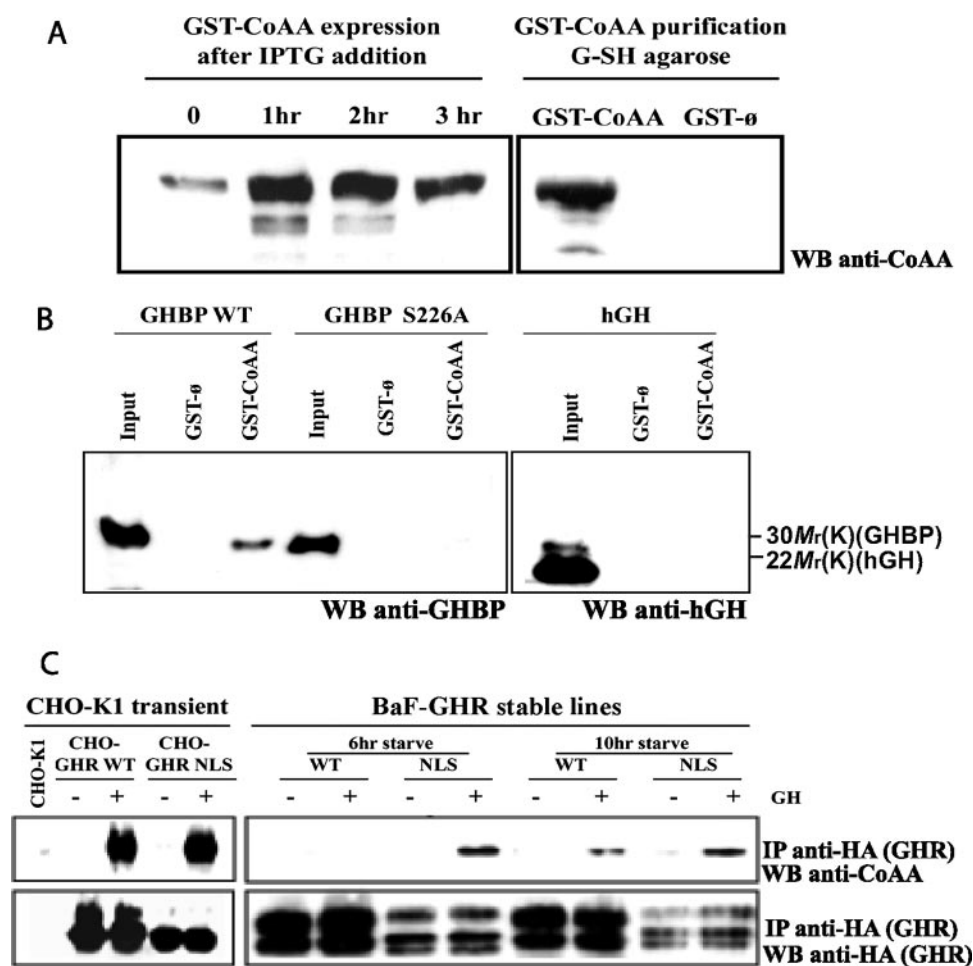 A
GST-CoAA expression
after IPTG addition
GST-CoAA purification
G-SH agarose
0 1hr 2hr 3 hr
GST-CoAA GST-ø
WB anti-CoAA
B
GHBP WT GHBP S226A hGH
Input GST-ø GST-CoAA Input GST-ø GST-CoAA Input GST-ø GST-CoAA
30Mr(K)(GHBP)
22Mr(K)(hGH)
WB anti-GHBP WB anti-hGH
C
CHO-K1 transient BaF-GHR stable lines
CHO-K1
CHO-
GHR WT
CHO-
GHR NLS
6hr starve 10hr starve
WT NLS WT NLS
- + - + - + - + - + - + GH
IP anti-HA (GHR)
WB anti-CoAA
IP anti-HA (GHR)
WB anti-HA (GHR)